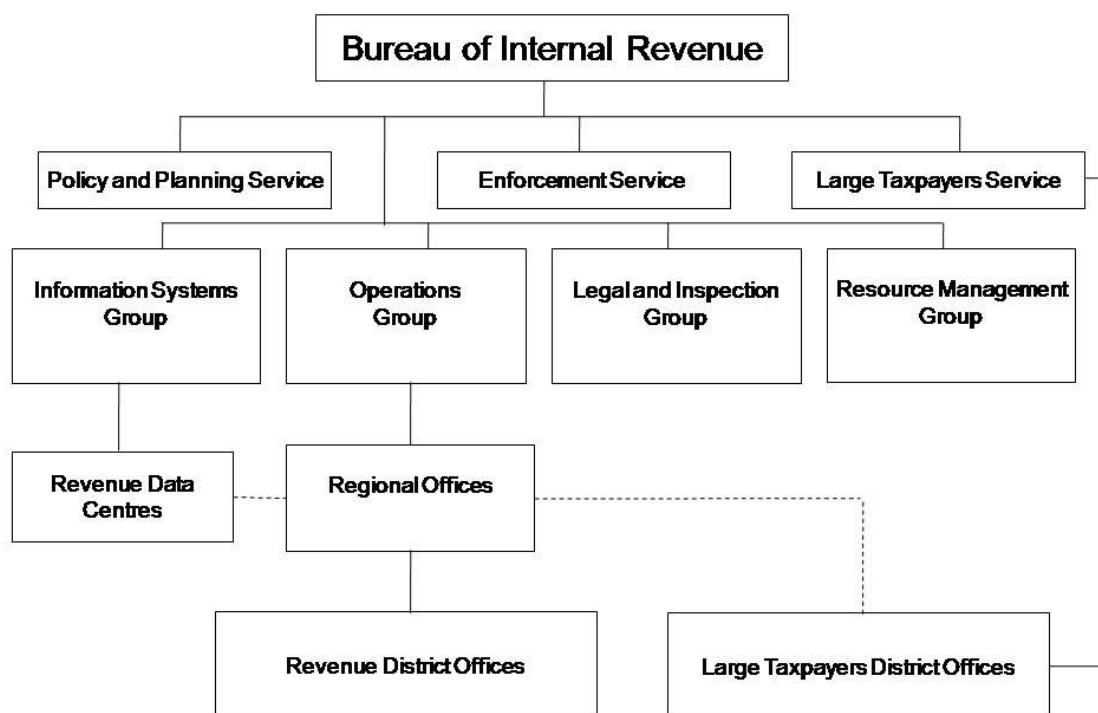 Bureau of Internal Revenue
Policy and Planning Service
Enforcement Service
Large Taxpayers Service
Information Systems
Group
Operations
Group
Legal and Inspection
Group
Resource Management
Group
Revenue Data
Centres
Regional Offices
Revenue District Offices
Large Taxpayers District Offices